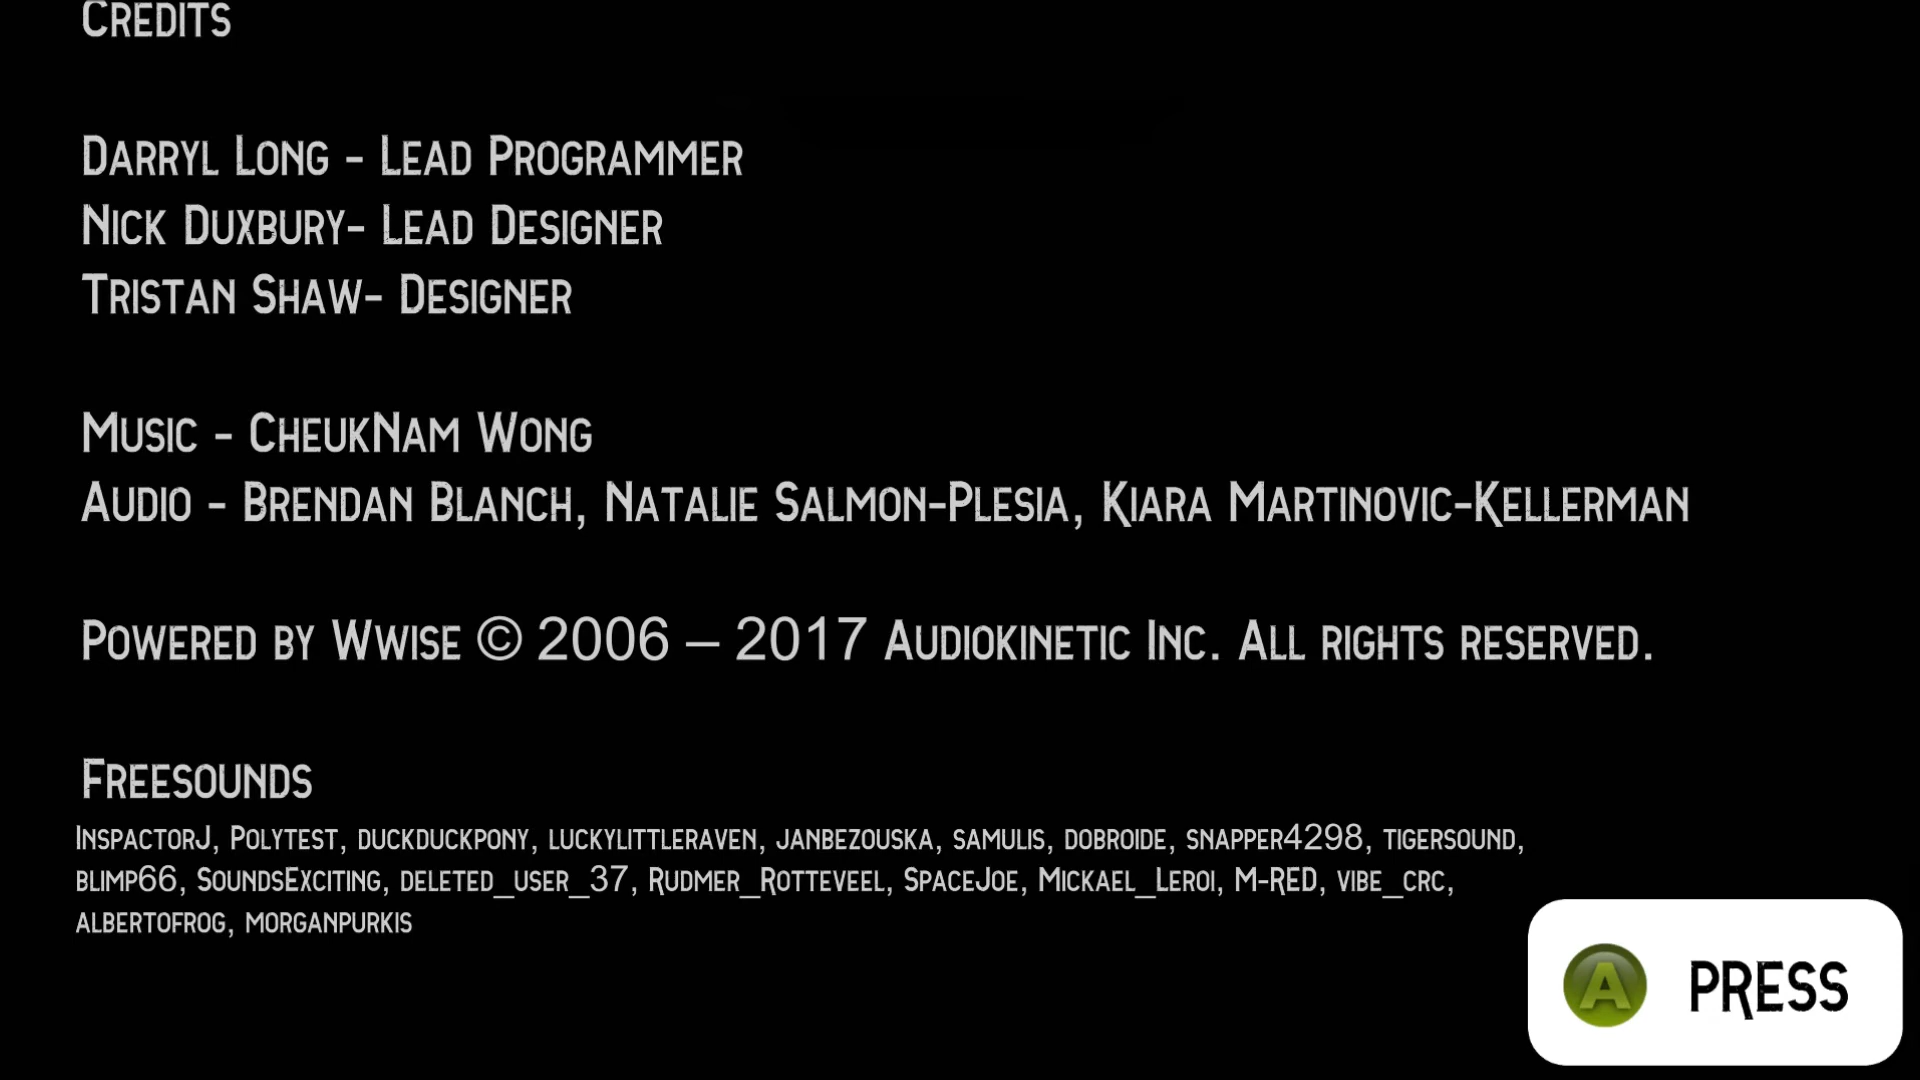 Credits
Darryl Long - Lead Programmer
Nick Duxbury- Lead Designer
Tristan Shaw- Designer
Music - CheukNam Wong
Audio - Brendan Blanch, Natalie Salmon-Plesia, Kiara Martinovic-Kellerman
Powered by Wwise © 2006 – 2017 Audiokinetic Inc. All rights reserved.
Freesounds
InspactorJ, Polytest, duckduckpony, luckylittleraven, janbezouska, samulis, dobroide, snapper4298, tigersound,
blimp66, SoundsExciting, deleted_user_37, Rudmer_Rotteveel, SpaceJoe, Mickael_Leroi, M-RED, vibe_crc,
albertofrog, morganpurkis
A PRESS